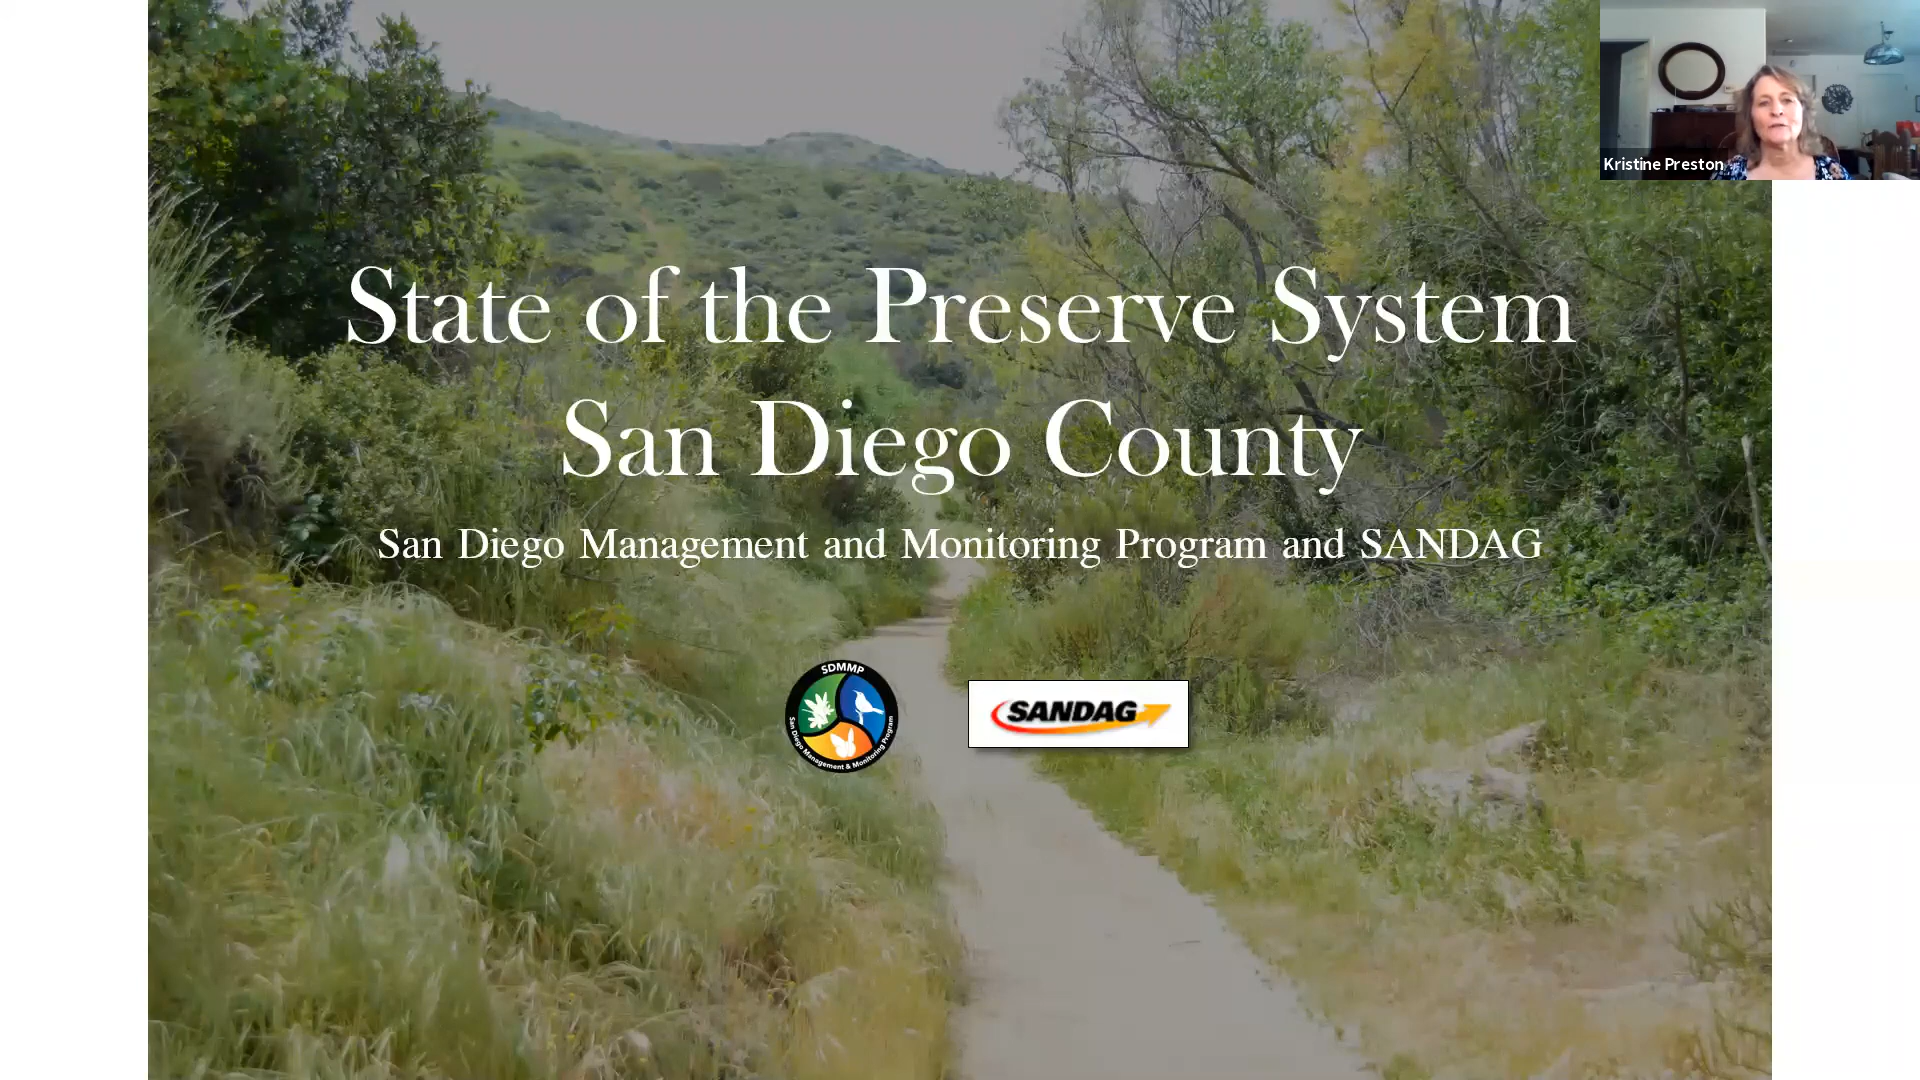 Kristine Preston
State of the Preserve System
San Diego County
San Diego Management and Monitoring Program and SANDAG
SDMMP
San Diego Management & Monitoring Program
SANDAG